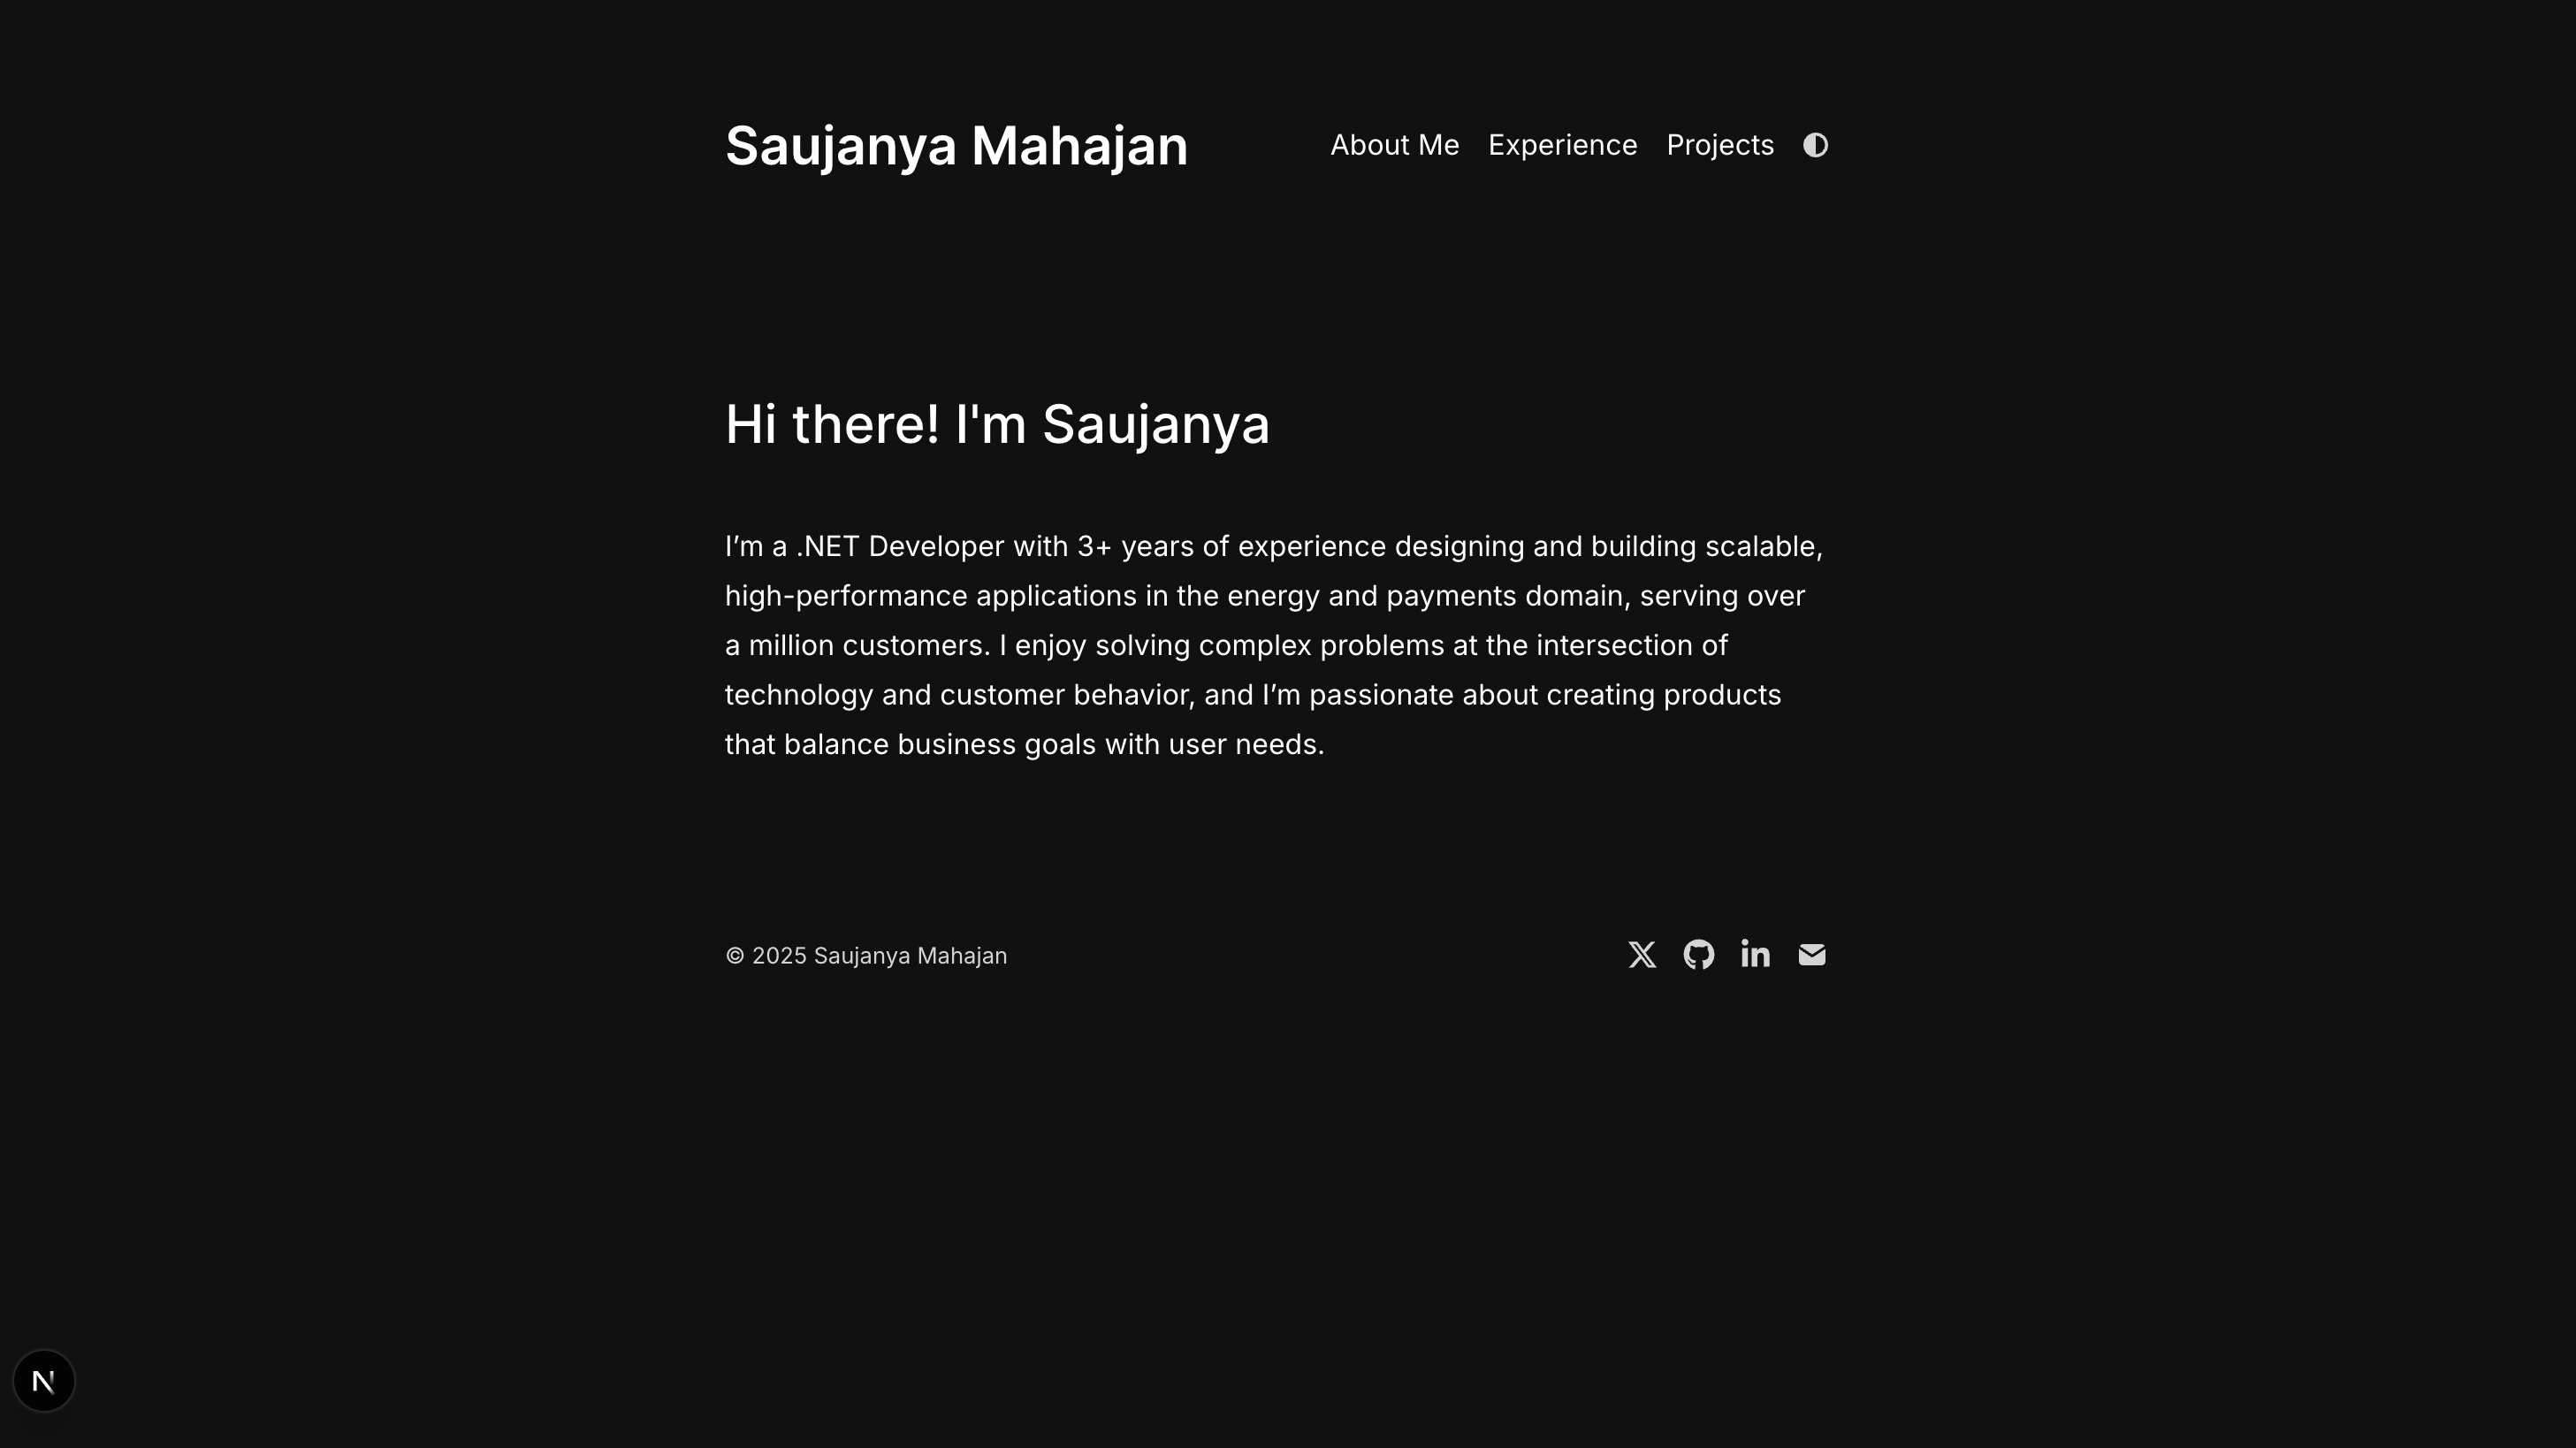 Saujanya Mahajan
About Me Experience Projects
Hi there! I'm Saujanya
I’m a .NET Developer with 3+ years of experience designing and building scalable,
high-performance applications in the energy and payments domain, serving over
a million customers. I enjoy solving complex problems at the intersection of
technology and customer behavior, and I’m passionate about creating products
that balance business goals with user needs.
© 2025 Saujanya Mahajan
N